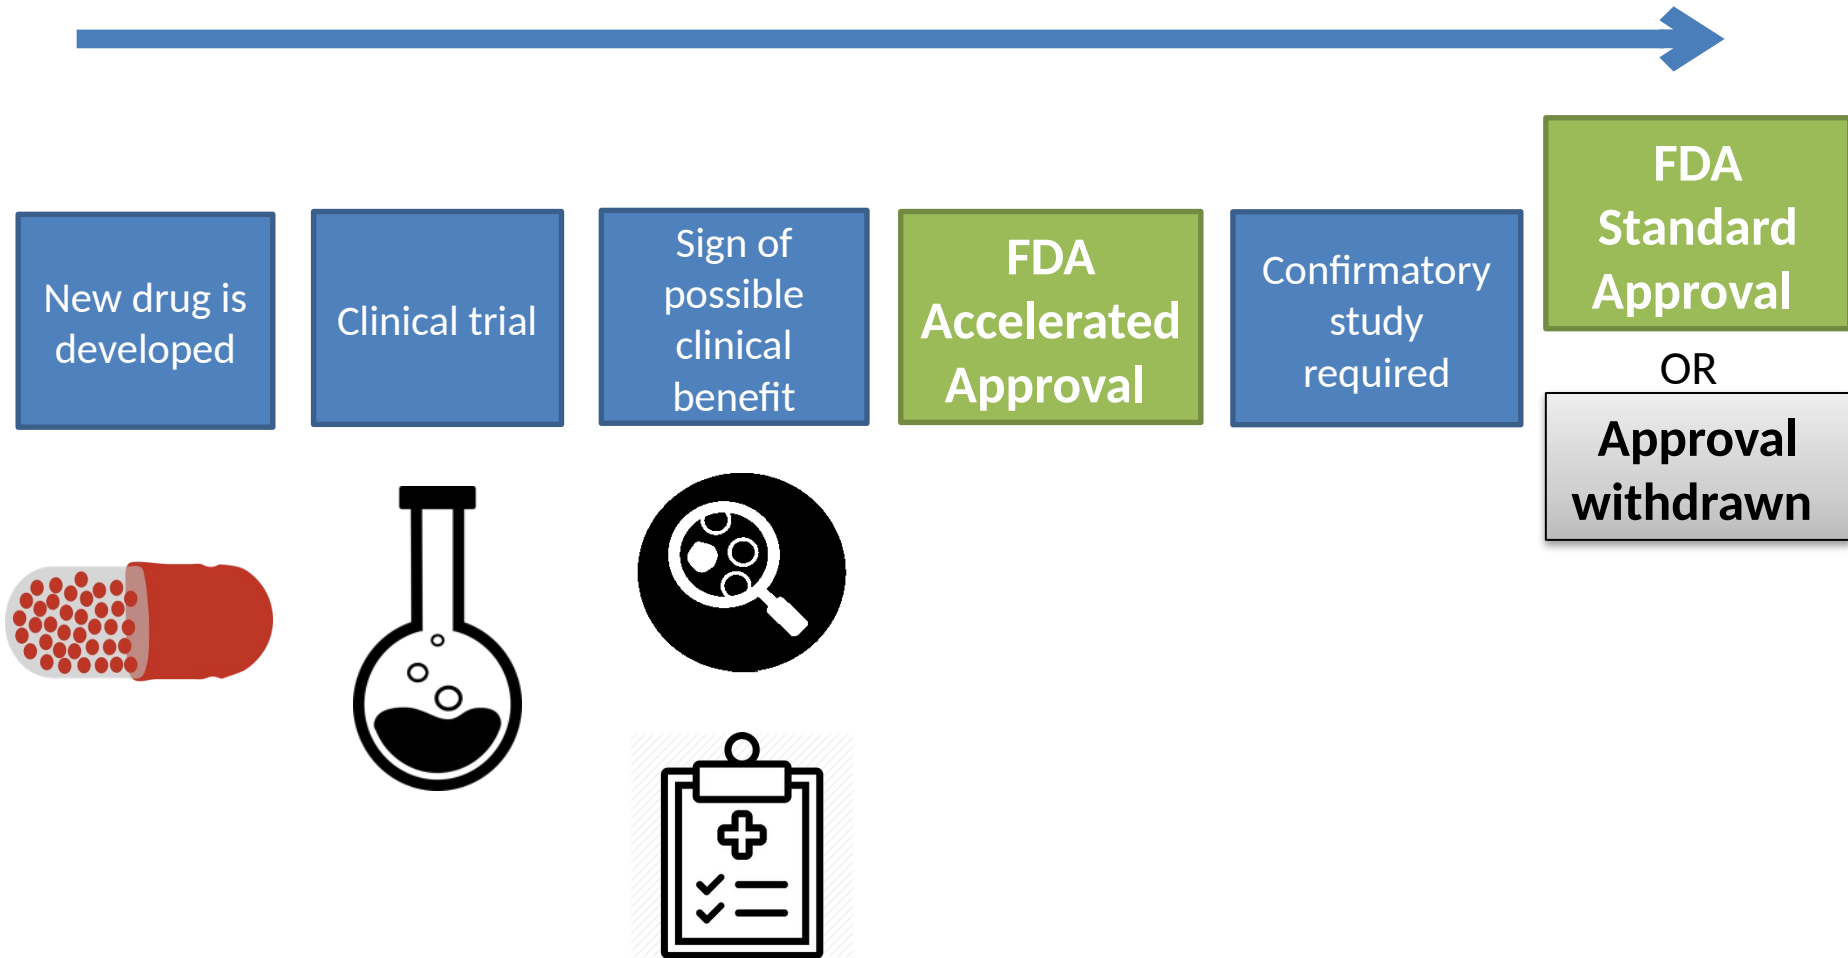 New drug is
developed
Clinical trial
Sign of
possible
clinical
benefit
FDA
Accelerated
Approval
Confirmatory
study
required
FDA
Standard
Approval
OR
Approval
withdrawn